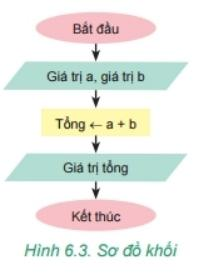 Bắt đầu
Giá trị a, giá trị b
Tổng ← a + b
Giá trị tổng
Kết thúc
Hình 6.3. Sơ đồ khối